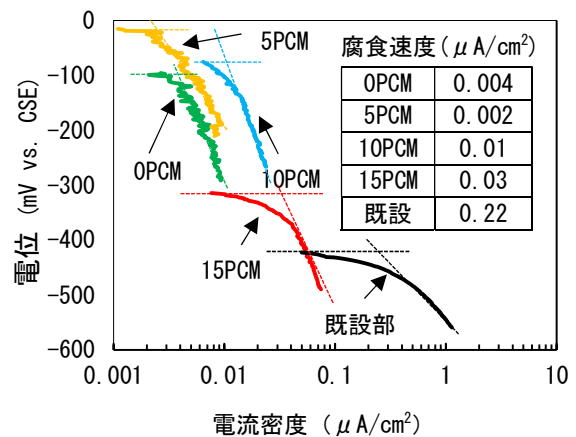 0
-100
-200
-300
-400
-500
-600
電位 (mV vs. CSE)
0.001
0.01
0.1
1
10
電流密度 (μA/cm²)
5PCM
0PCM
10PCM
15PCM
既設部
腐食速度(μA/cm²)
0PCM 0.004
5PCM 0.002
10PCM 0.01
15PCM 0.03
既設 0.22